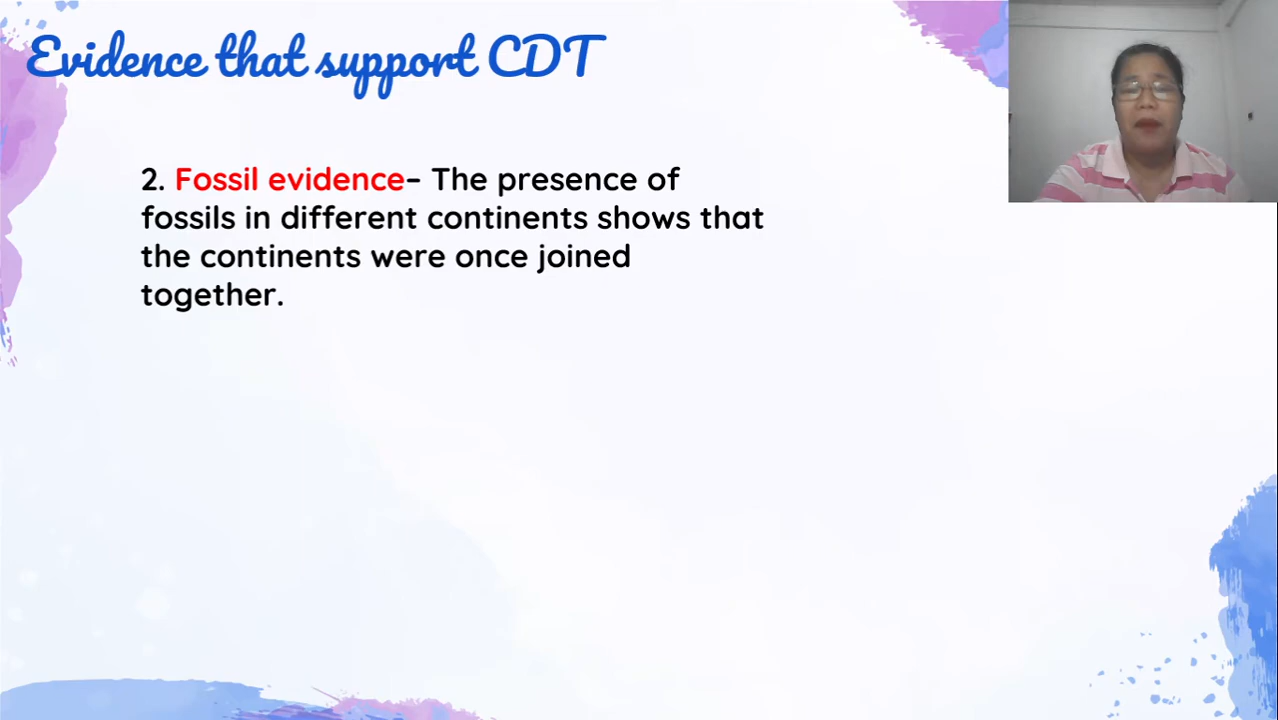 Evidence that support CDT
2. Fossil evidence– The presence of
fossils in different continents shows that
the continents were once joined
together.